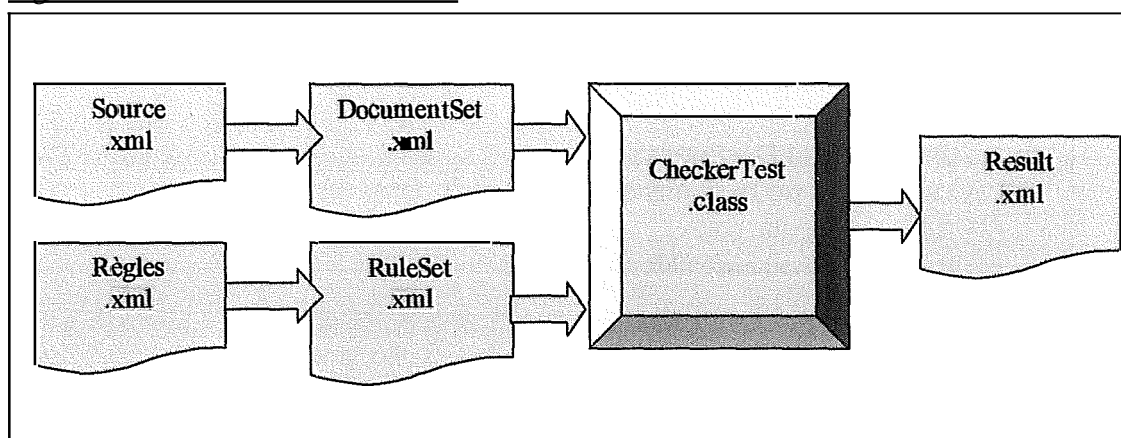 Source
.xml
DocumentSet
.xml
CheckerTest
.class
Result
.xml
Règles
.xml
RuleSet
.xml